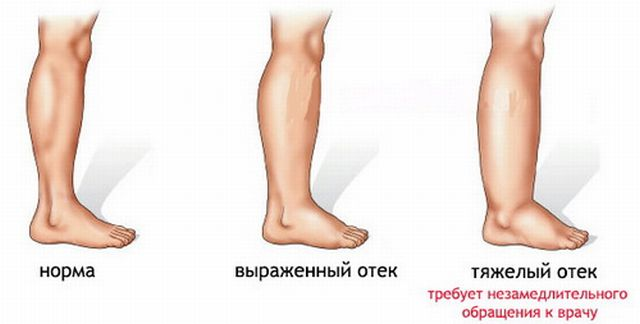 норма
выраженный отек
тяжелый отек
требует незамедлительного
обращения к врачу